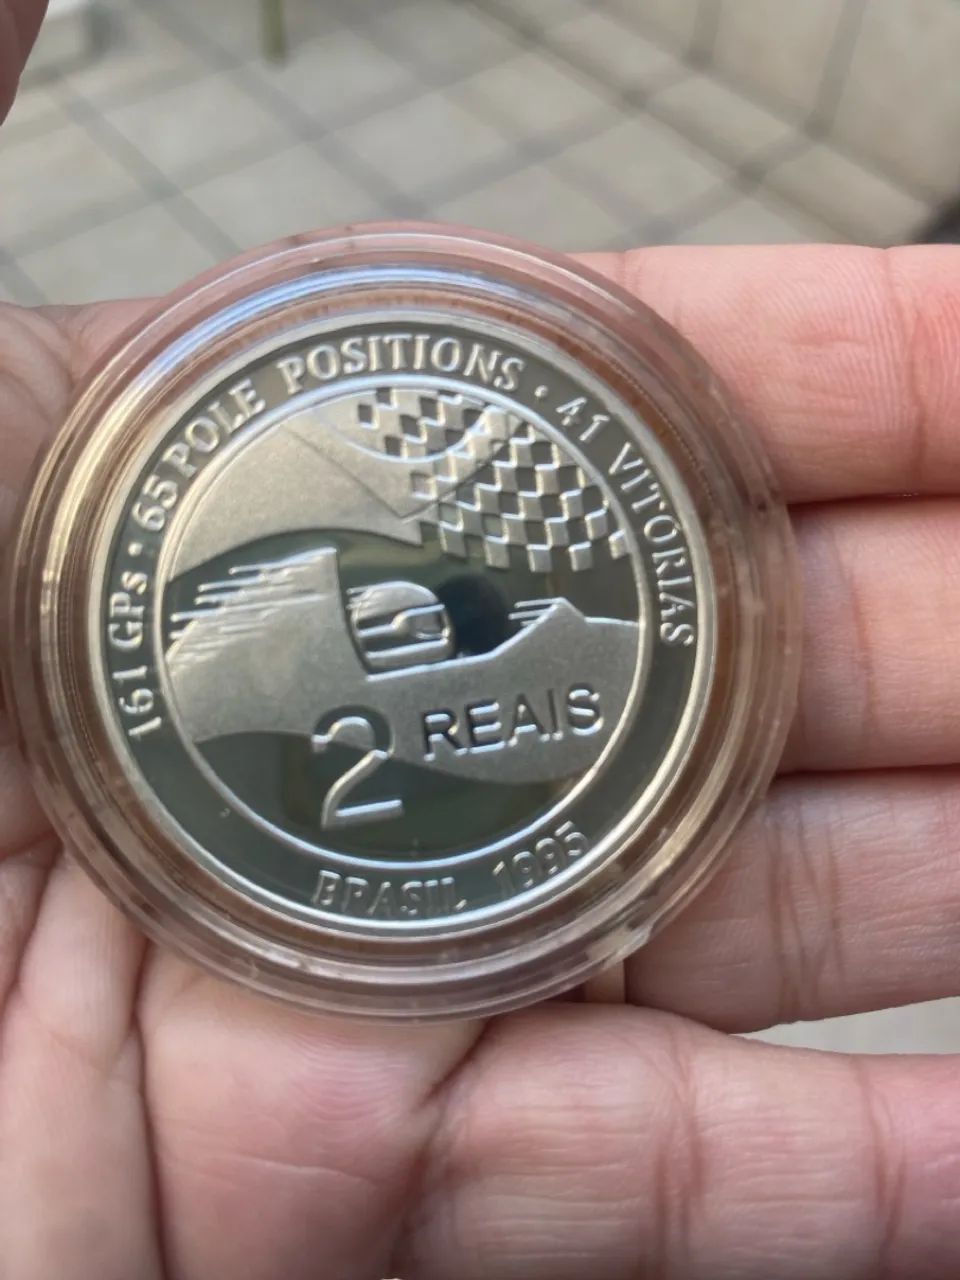 161 GPs • 65 POLE POSITIONS • 41 VITÓRIAS
2 REAIS
BRASIL 1995